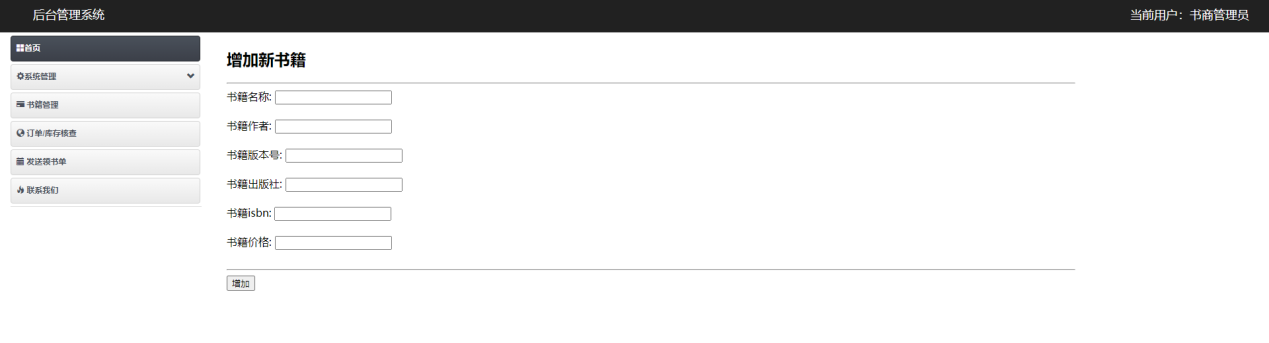 后台管理系统
当前用户：书商管理员
首页
系统管理
书籍管理
订单/库存核查
发送领书单
联系我们
增加新书籍
书籍名称:
书籍作者:
书籍版本号:
书籍出版社:
书籍isbn:
书籍价格:
增加